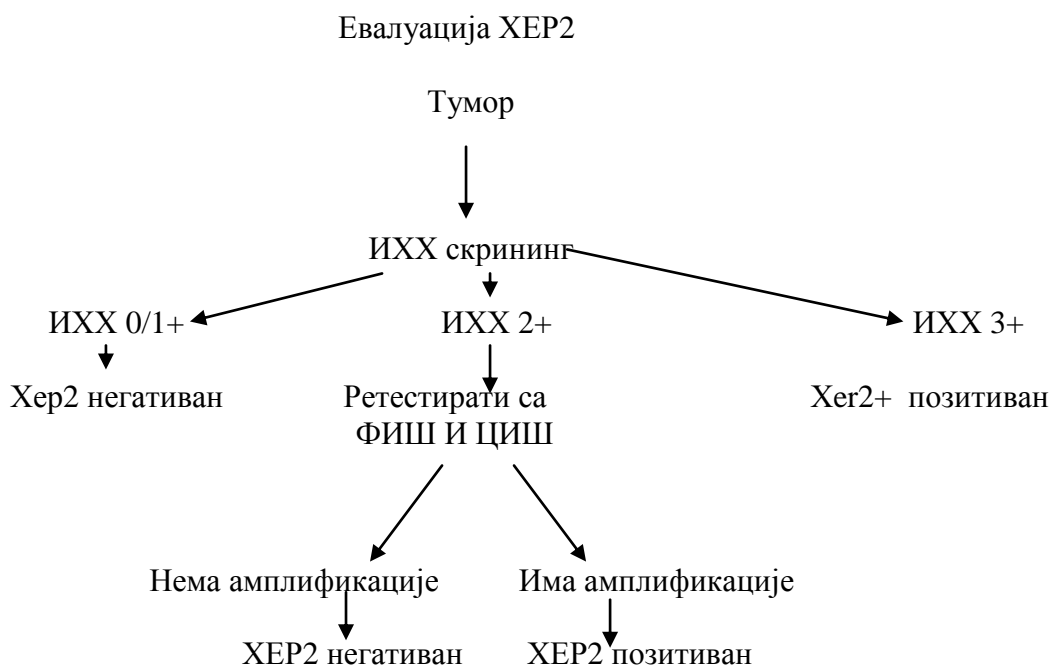 Евалуација ХЕР2
Тумор
ИХХ скрининг
ИХХ 0/1+
ИХХ 2+
ИХХ 3+
Хер2 негативан
Ретестирати са
ФИШ И ЦИШ
Хer2+ позитиван
Нема амплификације
Има амплификације
ХЕР2 негативан
ХЕР2 позитиван